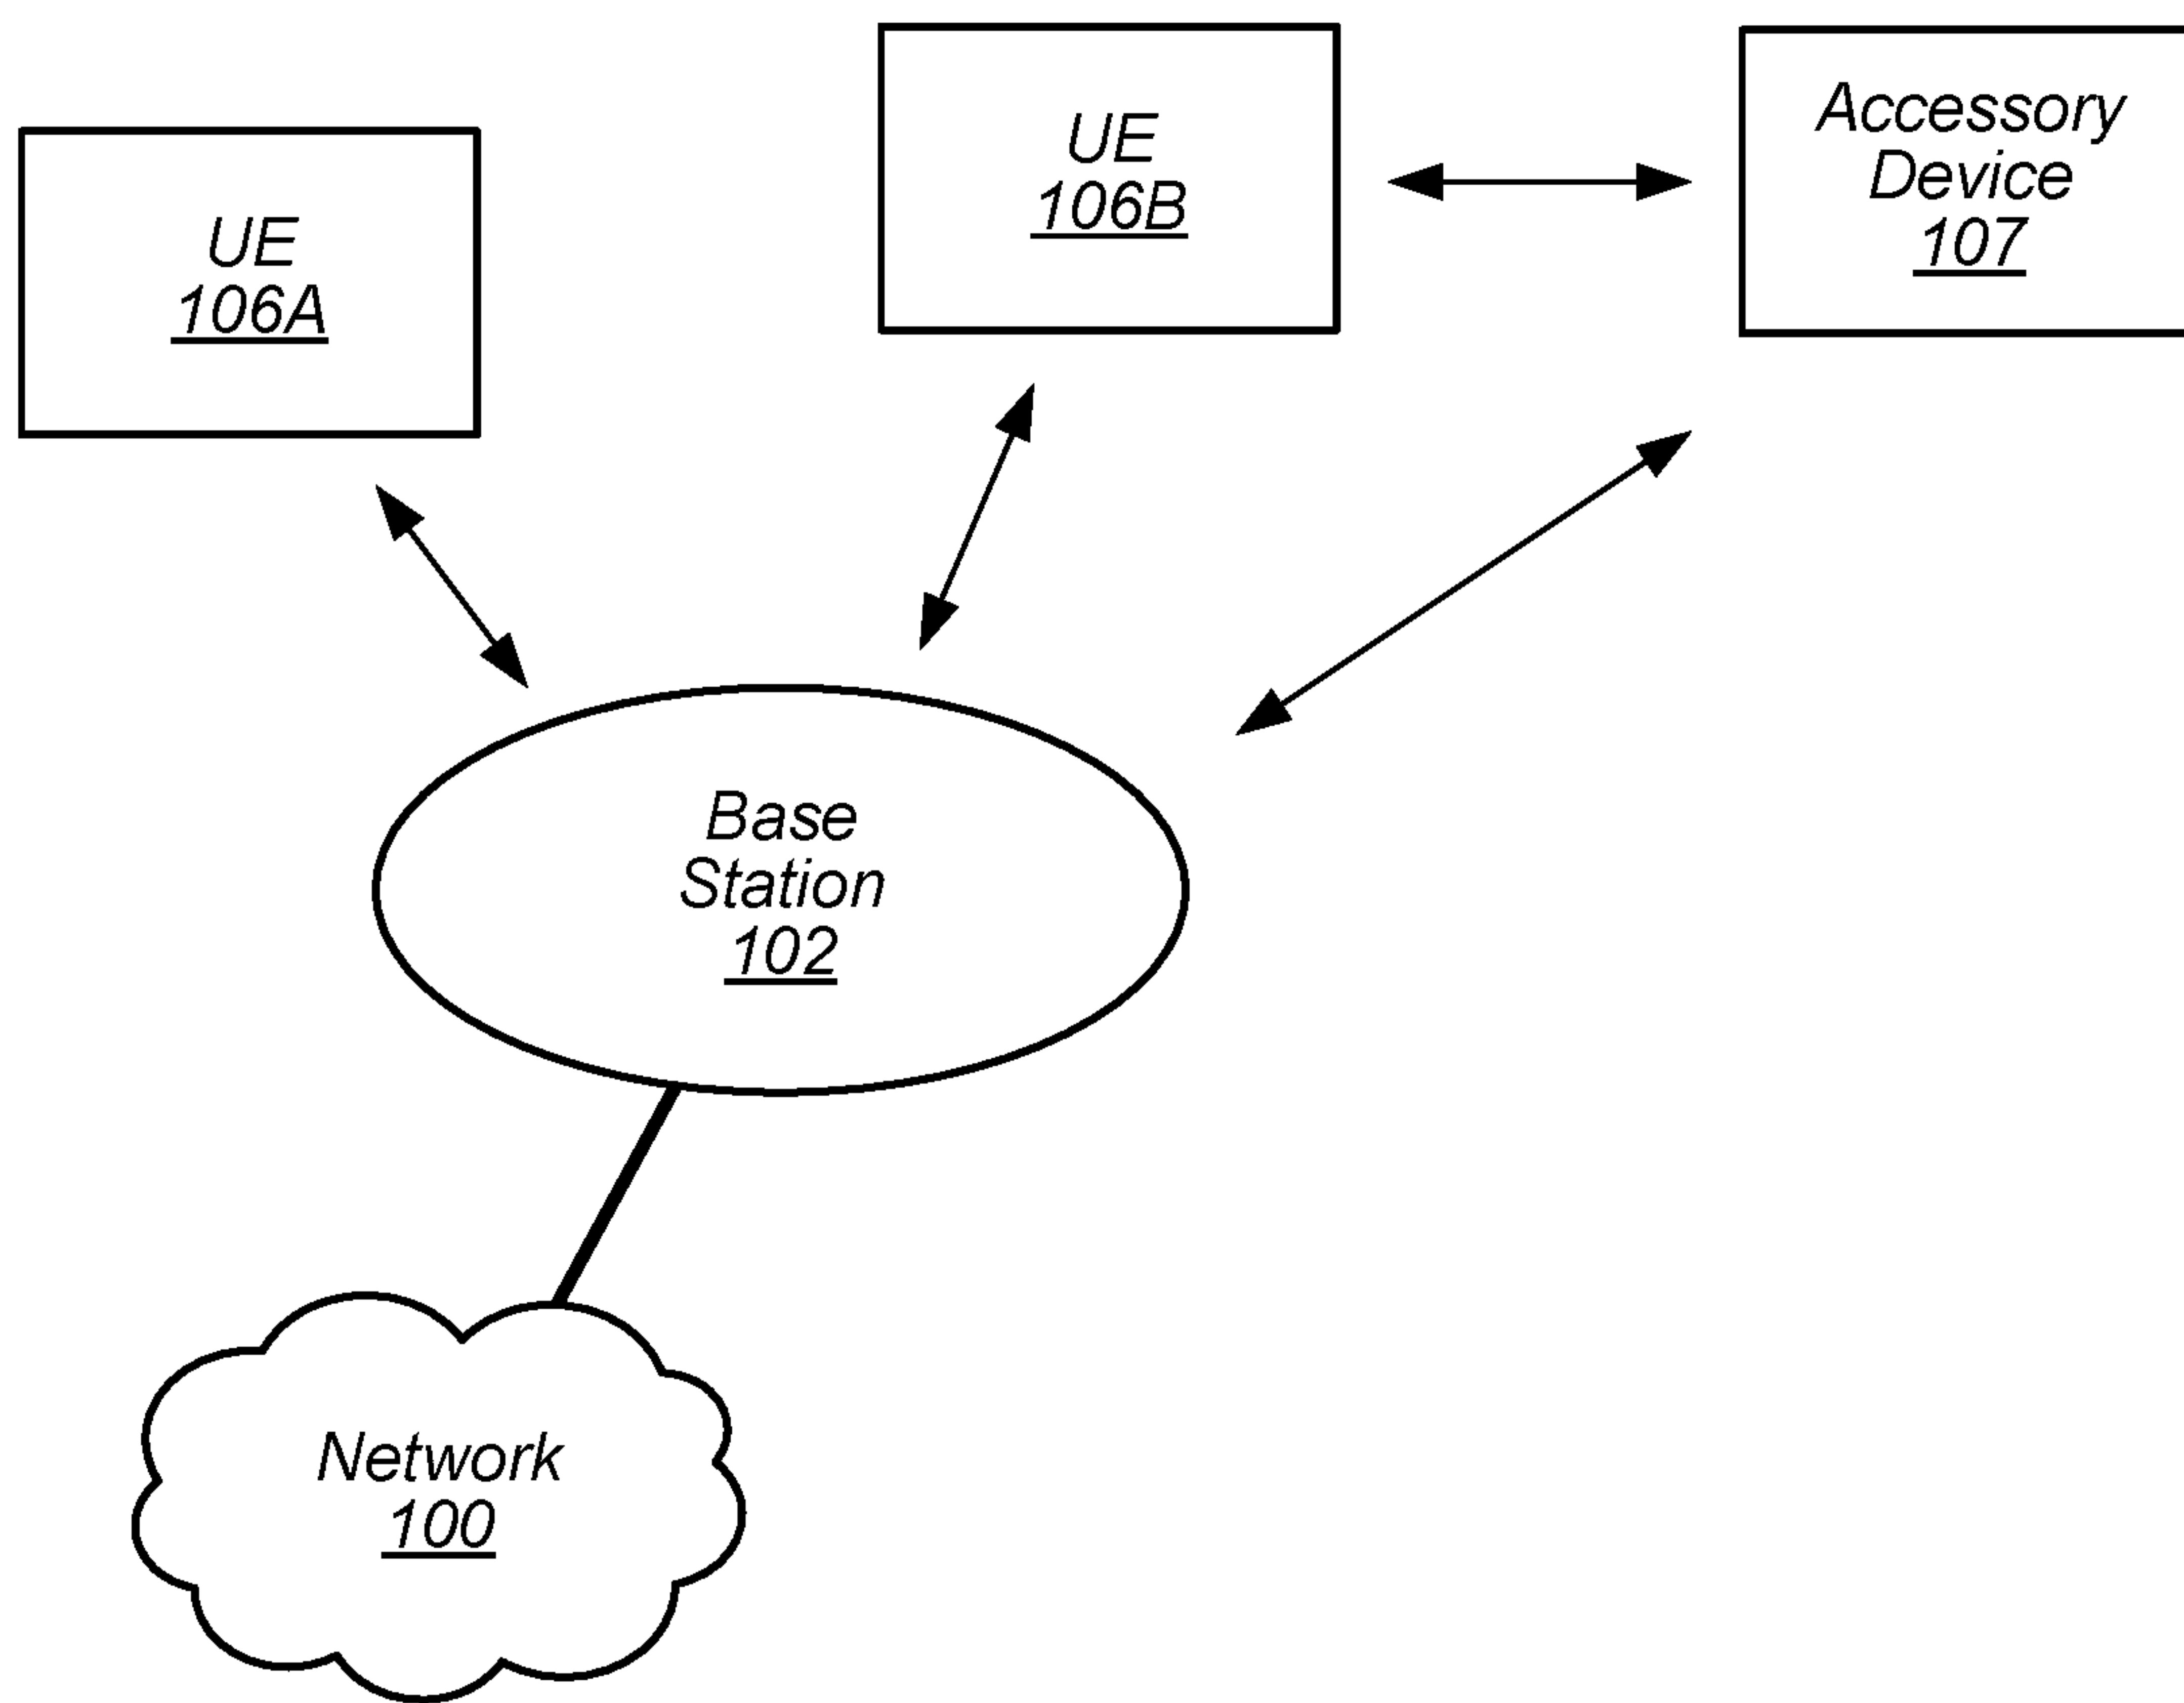 UE
106A
UE
106B
Accessory
Device
107
Base
Station
102
Network
100